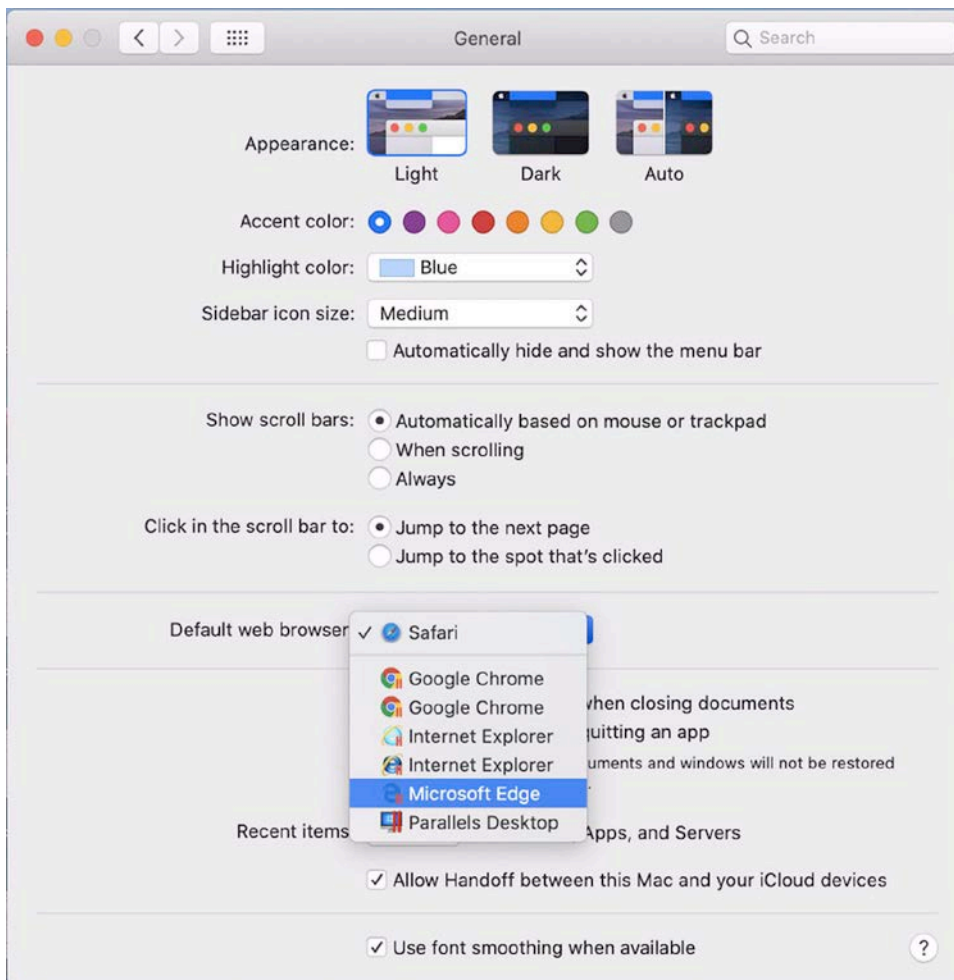 General
Search
Appearance:
Light
Dark
Auto
Accent color:
Highlight color:
Blue
Sidebar icon size:
Medium
Automatically hide and show the menu bar
Show scroll bars:
Automatically based on mouse or trackpad
When scrolling
Always
Click in the scroll bar to:
Jump to the next page
Jump to the spot that's clicked
Default web browser
Safari
Google Chrome
Google Chrome
when closing documents
Internet Explorer
quitting an app
Internet Explorer
uments and windows will not be restored
Microsoft Edge
Parallels Desktop
Recent items
Apps, and Servers
Allow Handoff between this Mac and your iCloud devices
Use font smoothing when available
?